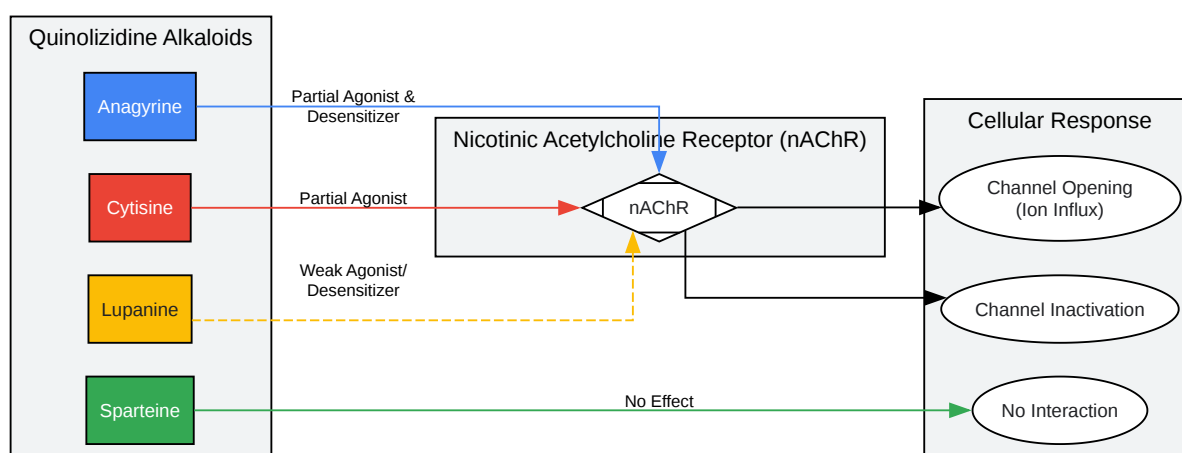 Quinolizidine Alkaloids
Anagyrine
Partial Agonist &
Desensitizer
Nicotinic Acetylcholine Receptor (nAChR)
Cellular Response
Channel Opening
(Ion Influx)
Cytisine
Partial Agonist
nAChR
Weak Agonist/
Desensitizer
Lupanine
Channel Inactivation
Sparteine
No Effect
No Interaction